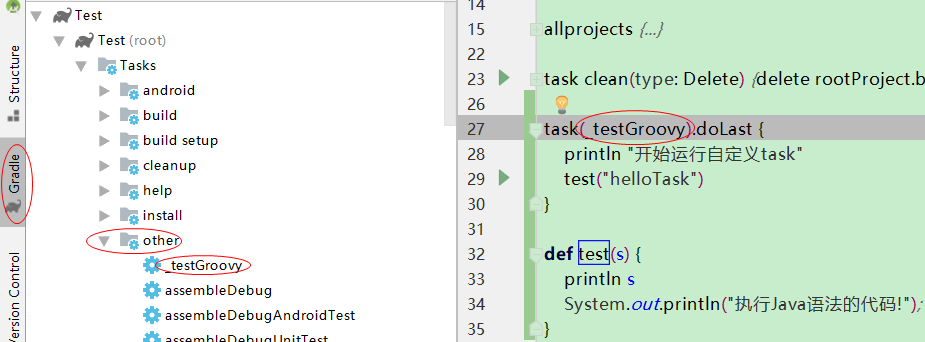 Structure
Gradle
Version Control
Test
Test (root)
Tasks
android
build
build setup
cleanup
help
install
other
_testGroovy
assembleDebug
assembleDebugAndroidTest
assembleDebugUnitTest
14
15 allprojects {...}
22
23 task clean(type: Delete) {delete rootProject.b
26
27 task(_testGroovy).doLast {
28 println "开始运行自定义task"
29 test("helloTask")
30 }
31
32 def test(s) {
33 println s
34 System.out.println("执行Java语法的代码!");
35 }